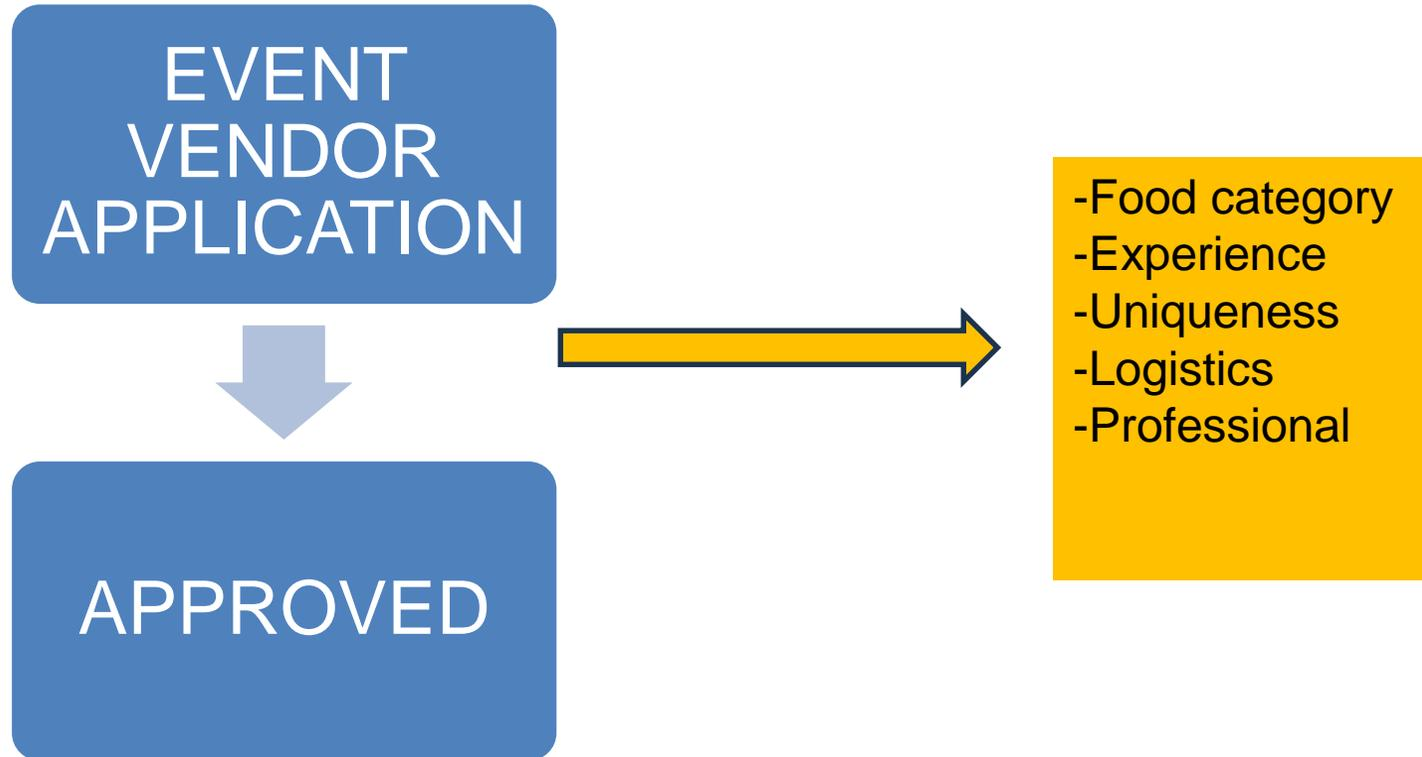 EVENT
VENDOR
APPLICATION
APPROVED
-Food category
-Experience
-Uniqueness
-Logistics
-Professional